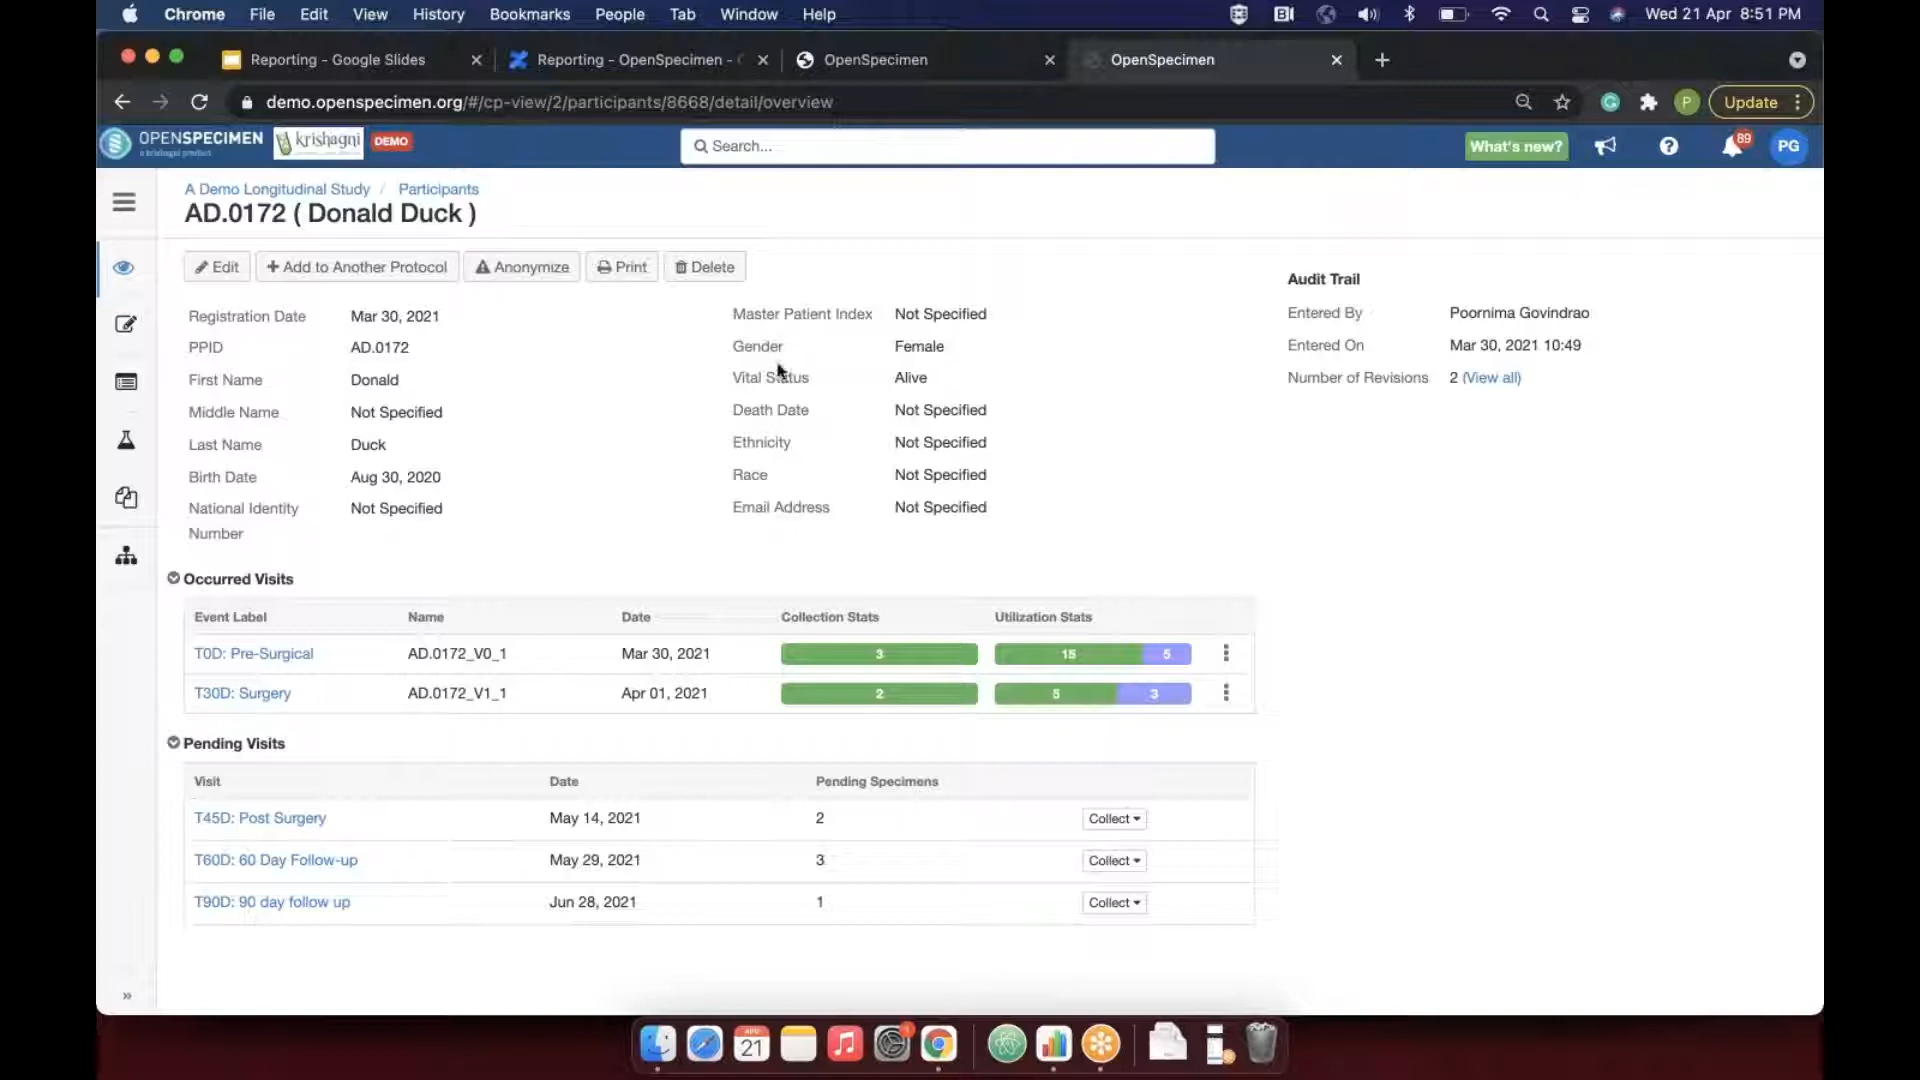 Chrome File Edit View History Bookmarks People Tab Window Help Wed 21 Apr 8:51 PM
Reporting - Google Slides Reporting - OpenSpecimen - OpenSpecimen OpenSpecimen
demo.openspecimen.org/#/cp-view/2/participants/8668/detail/overview P Update
OPENSPECIMEN krishagni DEMO Search... What's new? 89 PG
a krishagni product
A Demo Longitudinal Study / Participants
AD.0172 ( Donald Duck )
Edit + Add to Another Protocol Anonymize Print Delete
Audit Trail
Registration Date Mar 30, 2021 Master Patient Index Not Specified Entered By Poornima Govindrao
PPID AD.0172 Gender Female Entered On Mar 30, 2021 10:49
First Name Donald Vital Status Alive Number of Revisions 2 (View all)
Middle Name Not Specified Death Date Not Specified
Last Name Duck Ethnicity Not Specified
Birth Date Aug 30, 2020 Race Not Specified
National Identity Number Not Specified Email Address Not Specified
Occurred Visits
Event Label Name Date Collection Stats Utilization Stats
T0D: Pre-Surgical AD.0172_V0_1 Mar 30, 2021 3 15 5
T30D: Surgery AD.0172_V1_1 Apr 01, 2021 2 5 3
Pending Visits
Visit Date Pending Specimens
T45D: Post Surgery May 14, 2021 2 Collect
T60D: 60 Day Follow-up May 29, 2021 3 Collect
T90D: 90 day follow up Jun 28, 2021 1 Collect
»
APR
21
1